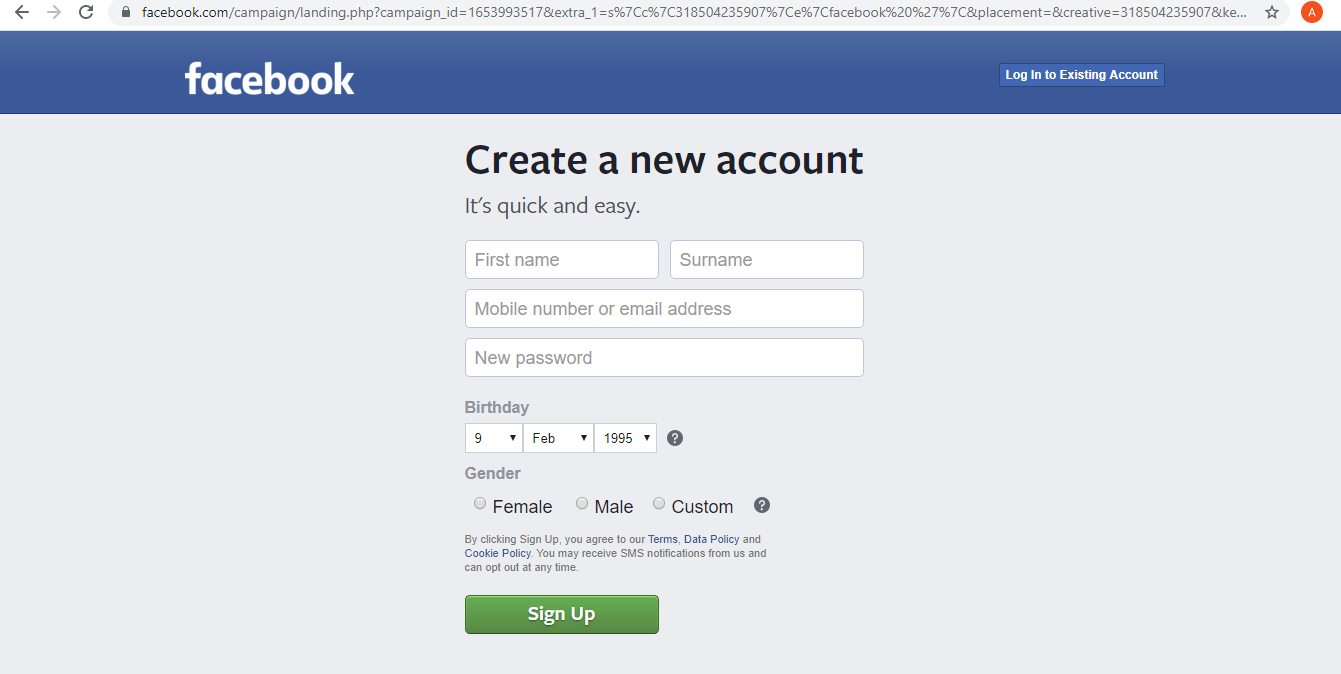 facebook.com/campaign/landing.php?campaign_id=1653993517&extra_1=s%7Cc%7C318504235907%7Ce%7Cfacebook%20%27%7C&placement=&creative=318504235907&ke...
A
facebook
Log In to Existing Account
Create a new account
It's quick and easy.
First name Surname
Mobile number or email address
New password
Birthday
9 Feb 1995 ?
Gender
Female Male Custom ?
By clicking Sign Up, you agree to our Terms, Data Policy and
Cookie Policy. You may receive SMS notifications from us and
can opt out at any time.
Sign Up